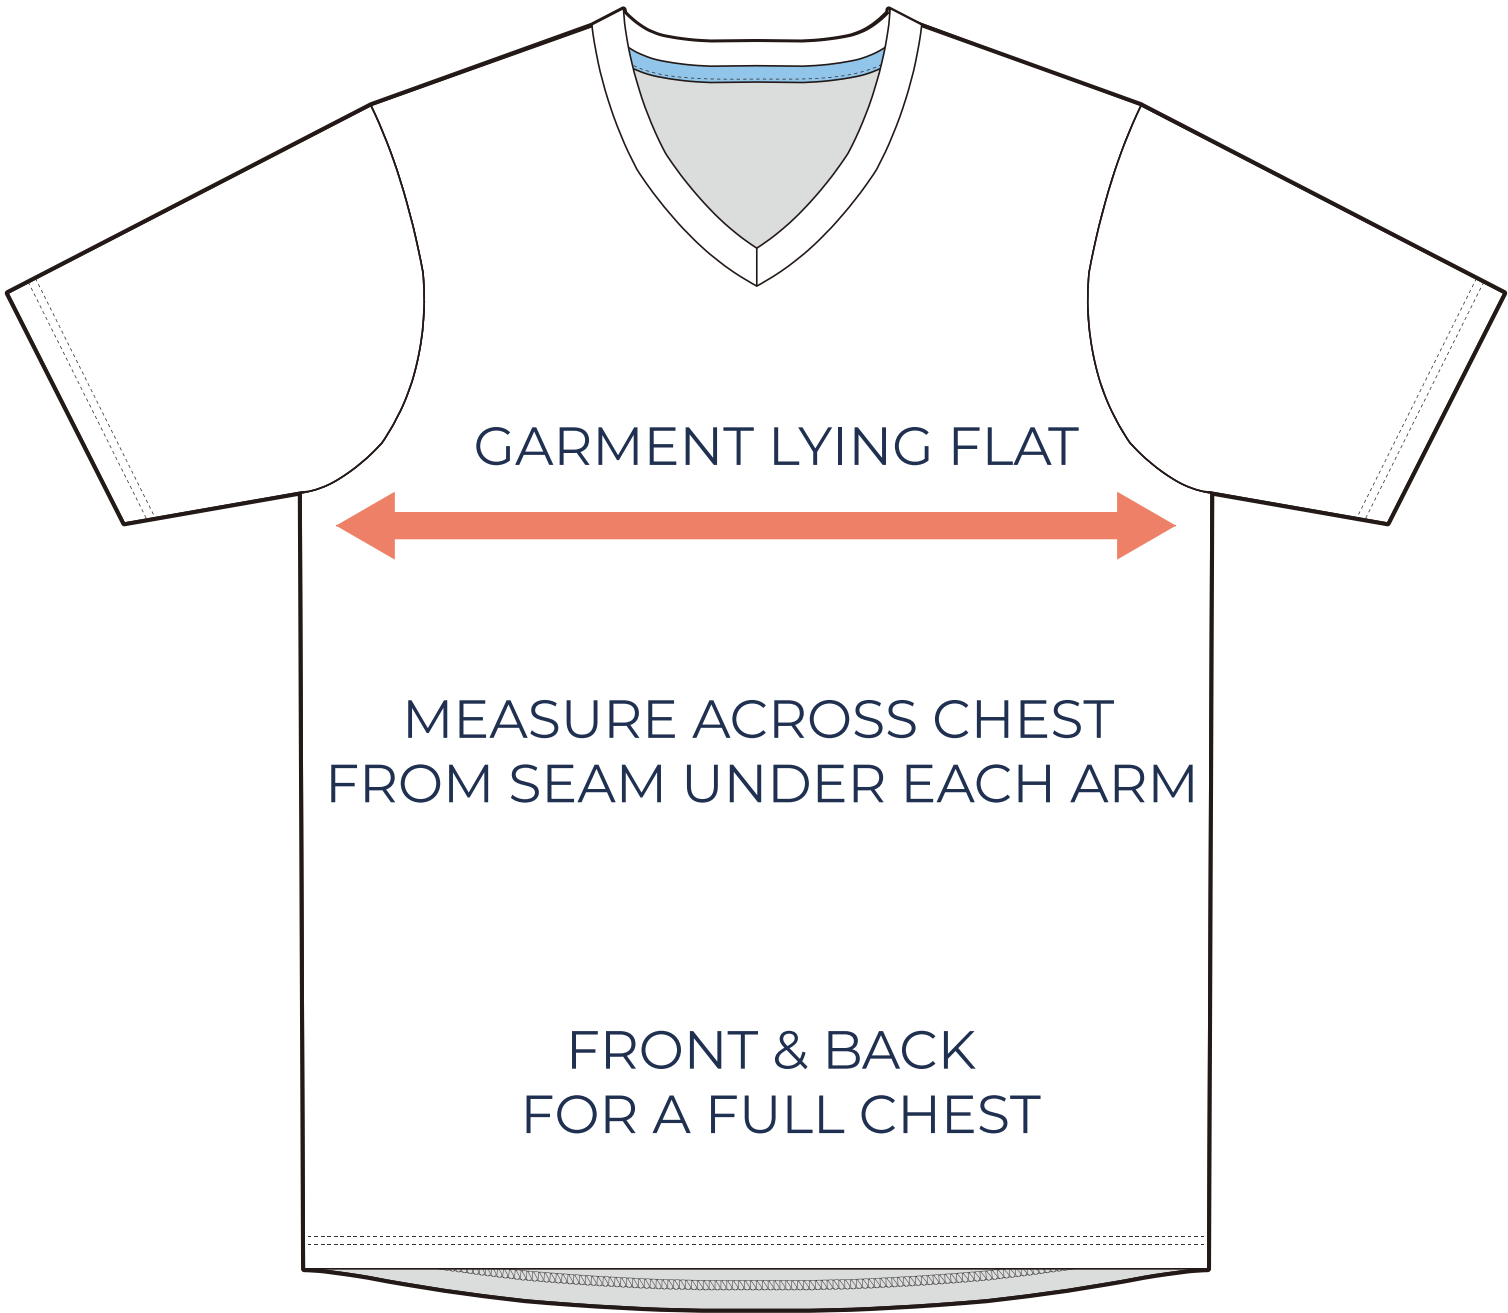 GARMENT LYING FLAT
MEASURE ACROSS CHEST
FROM SEAM UNDER EACH ARM
FRONT & BACK
FOR A FULL CHEST